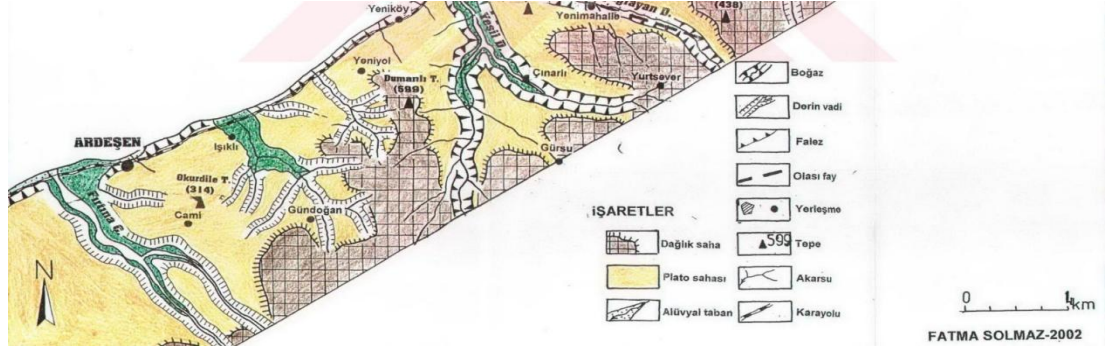 (438)
Yeniköy
Yeşil D.
Yenimahalle
Yeniyol
Dumanlı T.
(599)
Çınarlı
Yurtsever
ARDEŞEN
Işıklı
Gürsu
Okurdile T.
(314)
Cami
Gündoğan
Fırtına Ç.
N
Boğaz
Derin vadi
Falez
Olası fay
Yerleşme
599 Tepe
Akarsu
Karayolu
İŞARETLER
Dağlık saha
Plato sahası
Alüvyal taban
0 1 km
FATMA SOLMAZ-2002